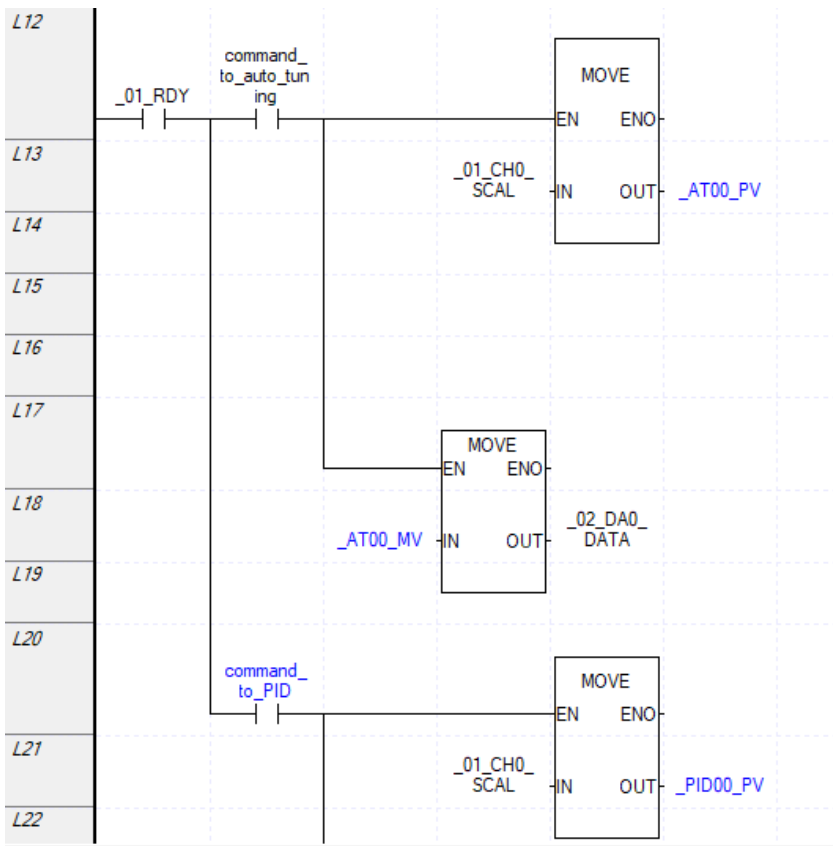 L12
command_
to_auto_tun
ing
_01_RDY
MOVE
EN ENO
L13
_01_CH0_
SCAL
IN OUT
_AT00_PV
L14
L15
L16
L17
MOVE
EN ENO
L18
_AT00_MV
IN OUT
_02_DA0_
DATA
L19
L20
command_
to_PID
MOVE
EN ENO
L21
_01_CH0_
SCAL
IN OUT
_PID00_PV
L22